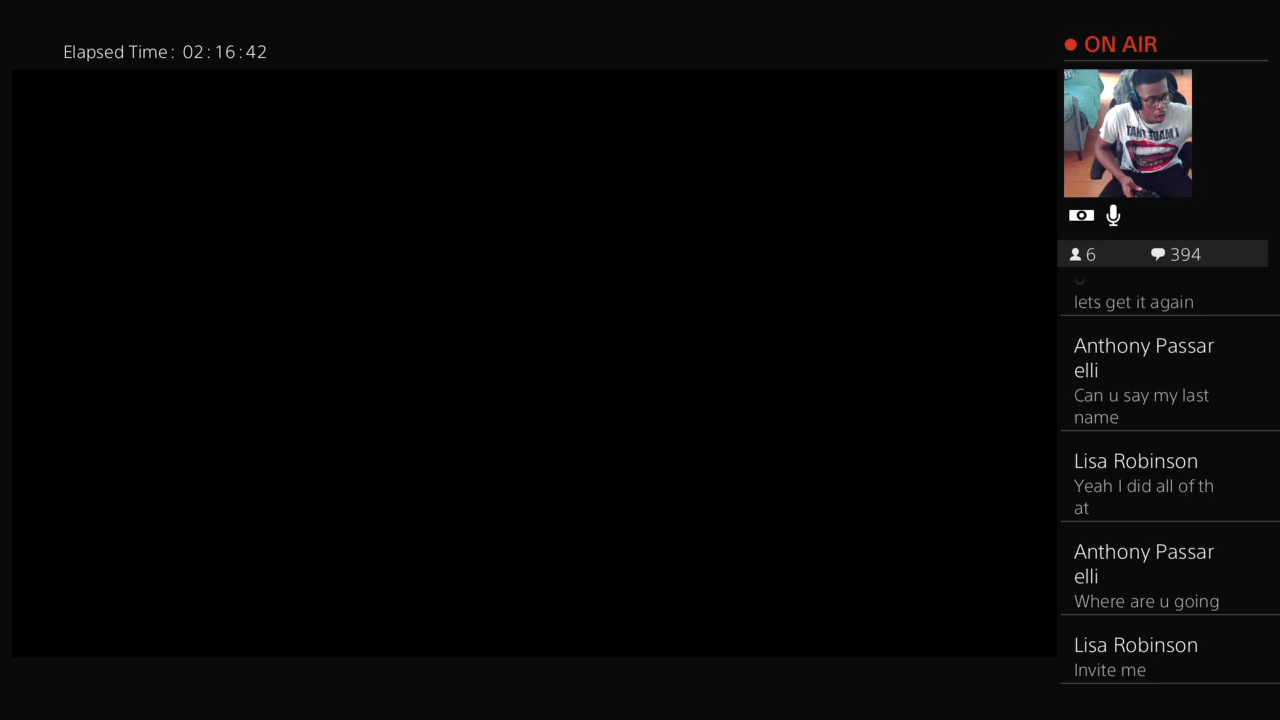 Elapsed Time: 02:16:42
ON AIR
6 394
lets get it again
Anthony Passar
elli
Can u say my last
name
Lisa Robinson
Yeah I did all of th
at
Anthony Passar
elli
Where are u going
Lisa Robinson
Invite me